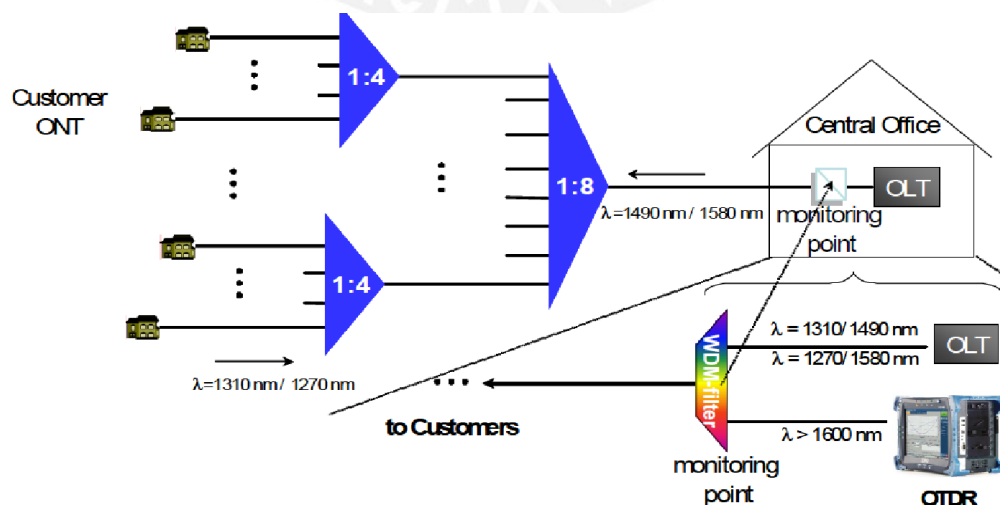 1:4
Customer
ONT
Central Office
1:8
OLT
λ=1490 nm / 1580 nm
monitoring
point
1:4
λ=1310 nm / 1270 nm
WDM-filter
λ = 1310/ 1490 nm
λ = 1270/ 1580 nm
OLT
to Customers
λ > 1600 nm
monitoring
point
OTDR